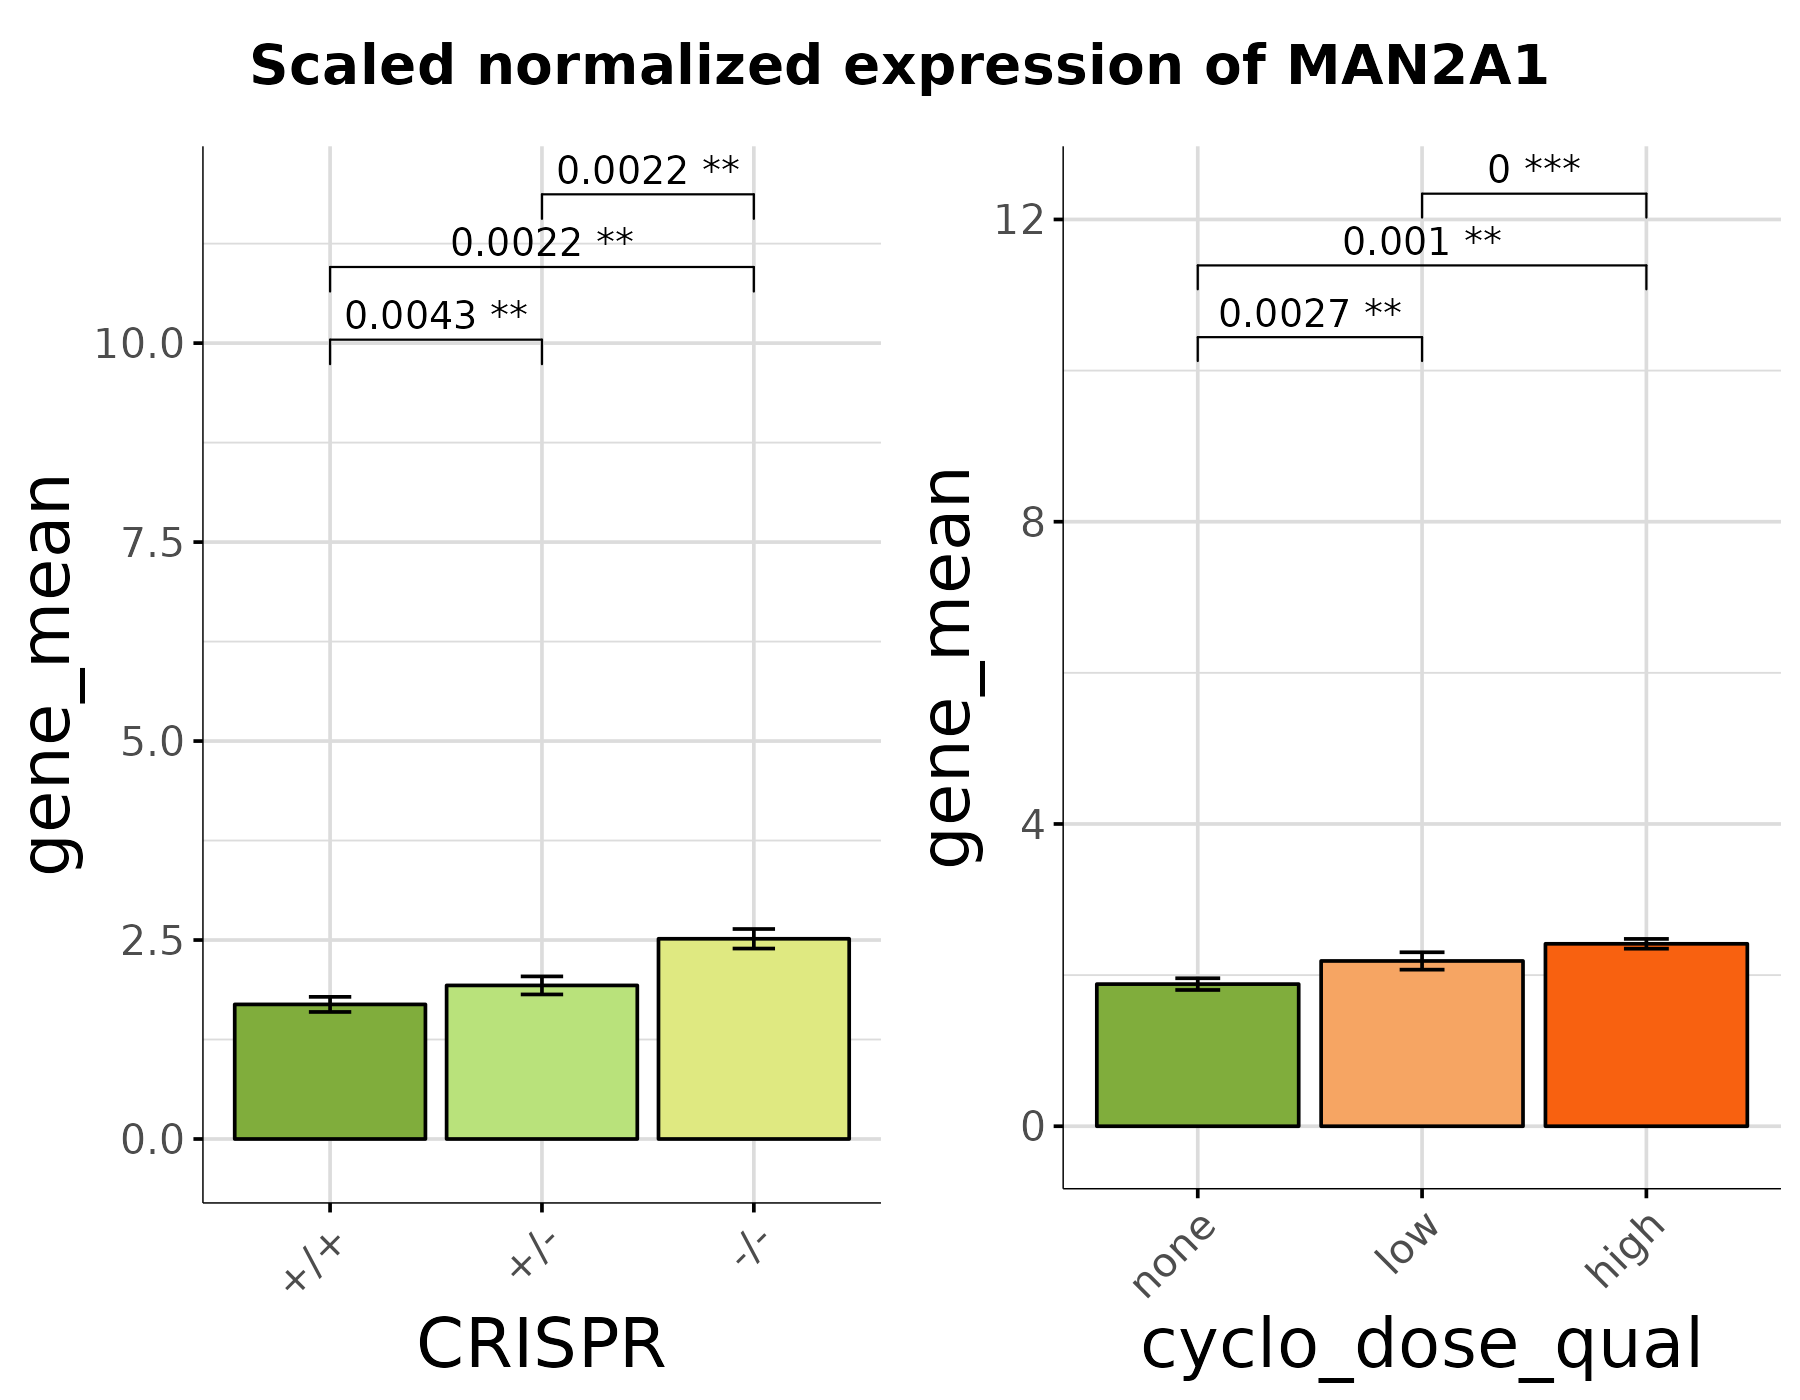 Scaled normalized expression of MAN2A1
0.0022 **
0.0022 **
0.0043 **
10.0
7.5
5.0
2.5
0.0
gene_mean
+/+
+/-
-/-
CRISPR
0 ***
0.001 **
0.0027 **
12
8
4
0
gene_mean
none
low
high
cyclo_dose_qual